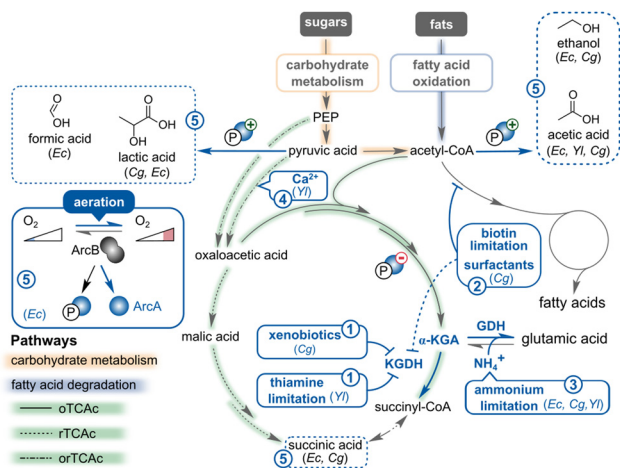 sugars
fats
carbohydrate
metabolism
fatty acid
oxidation
OH
ethanol
(Ec, Cg)
5
O
OH
acetic acid
(Ec, Yl, Cg)
O
OH
formic acid
(Ec)
O
OH
OH
lactic acid
(Cg, Ec)
5
P
+
PEP
pyruvic acid
acetyl-CoA
P
+
Ca²⁺
(Yl)
4
aeration
O₂
O₂
ArcB
5
(Ec)
P
ArcA
oxaloacetic acid
P
−
biotin
limitation
surfactants
(Cg)
2
fatty acids
malic acid
xenobiotics
(Cg)
1
thiamine
limitation (Yl)
1
KGDH
α-KGA
GDH
glutamic acid
NH₄⁺
ammonium
limitation (Ec, Cg,Yl)
3
succinyl-CoA
succinic acid
(Ec, Cg)
5
Pathways
carbohydrate metabolism
fatty acid degradation
oTCAc
rTCAc
orTCAc